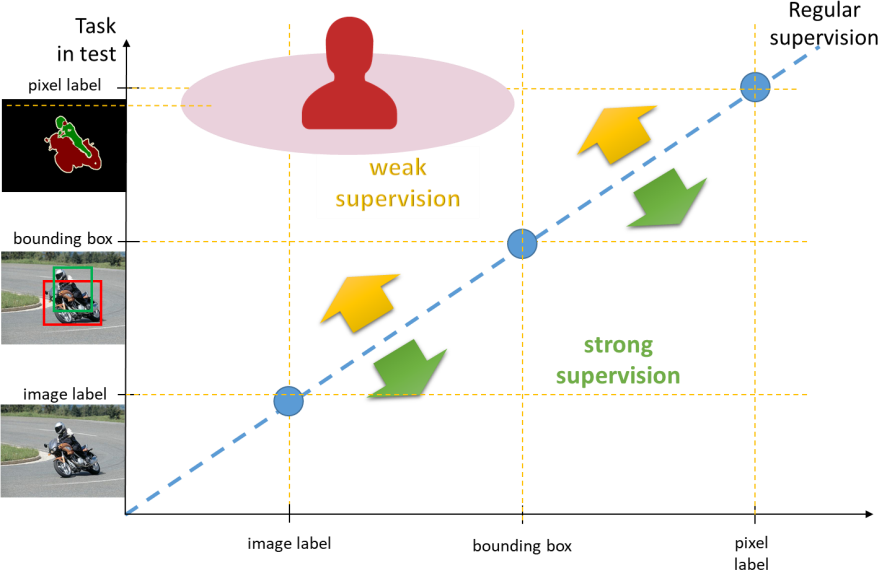 Task
in test
Regular
supervision
pixel label
weak
supervision
bounding box
strong
supervision
image label
image label
bounding box
pixel
label